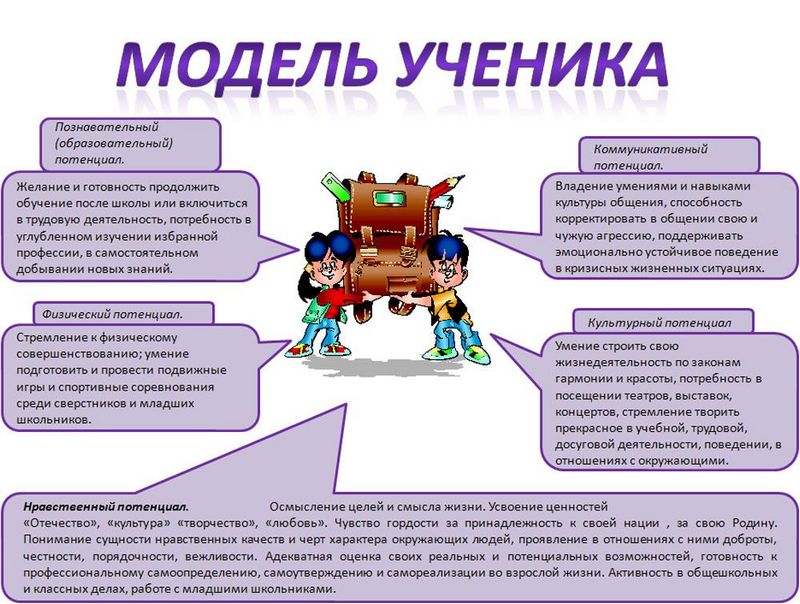 МОДЕЛЬ УЧЕНИКА
Познавательный
(образовательный)
потенциал.
Желание и готовность продолжить
обучение после школы или включиться
в трудовую деятельность, потребность в
углубленном изучении избранной
профессии, в самостоятельном
добывании новых знаний.
Коммуникативный
потенциал.
Владение умениями и навыками
культуры общения, способность
корректировать в общении свою и
чужую агрессию, поддерживать
эмоционально устойчивое поведение
в кризисных жизненных ситуациях.
Физический потенциал.
Стремление к физическому
совершенствованию; умение
подготовить и провести подвижные
игры и спортивные соревнования
среди сверстников и младших
школьников.
Культурный потенциал
Умение строить свою
жизнедеятельность по законам
гармонии и красоты, потребность в
посещении театров, выставок,
концертов, стремление творить
прекрасное в учебной, трудовой,
досуговой деятельности, поведении, в
отношениях с окружающими.
Нравственный потенциал. Осмысление целей и смысла жизни. Усвоение ценностей
«Отечество», «культура» «творчество», «любовь». Чувство гордости за принадлежность к своей нации , за свою Родину.
Понимание сущности нравственных качеств и черт характера окружающих людей, проявление в отношениях с ними доброты,
честности, порядочности, вежливости. Адекватная оценка своих реальных и потенциальных возможностей, готовность к
профессиональному самоопределению, самоутверждению и самореализации во взрослой жизни. Активность в общешкольных
и классных делах, работе с младшими школьниками.